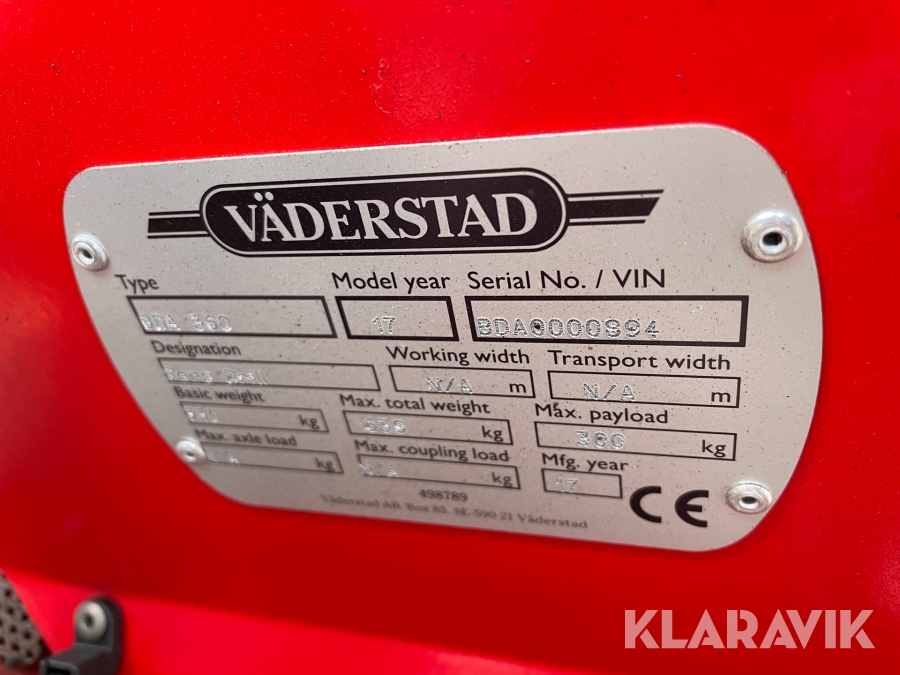 VÄDERSTAD
Type Model year Serial No. / VIN
BDA 360 17 BDA0000894
Designation Working width Transport width
Seed Drill N/A m N/A m
Basic weight Max. total weight Max. payload
kg kg 300 kg
Max. axle load Max. coupling load Mfg. year
N/A kg N/A kg 17
CE
498789
Väderstad AB, Box 85, SE-590 21 Väderstad
KLARAVIK